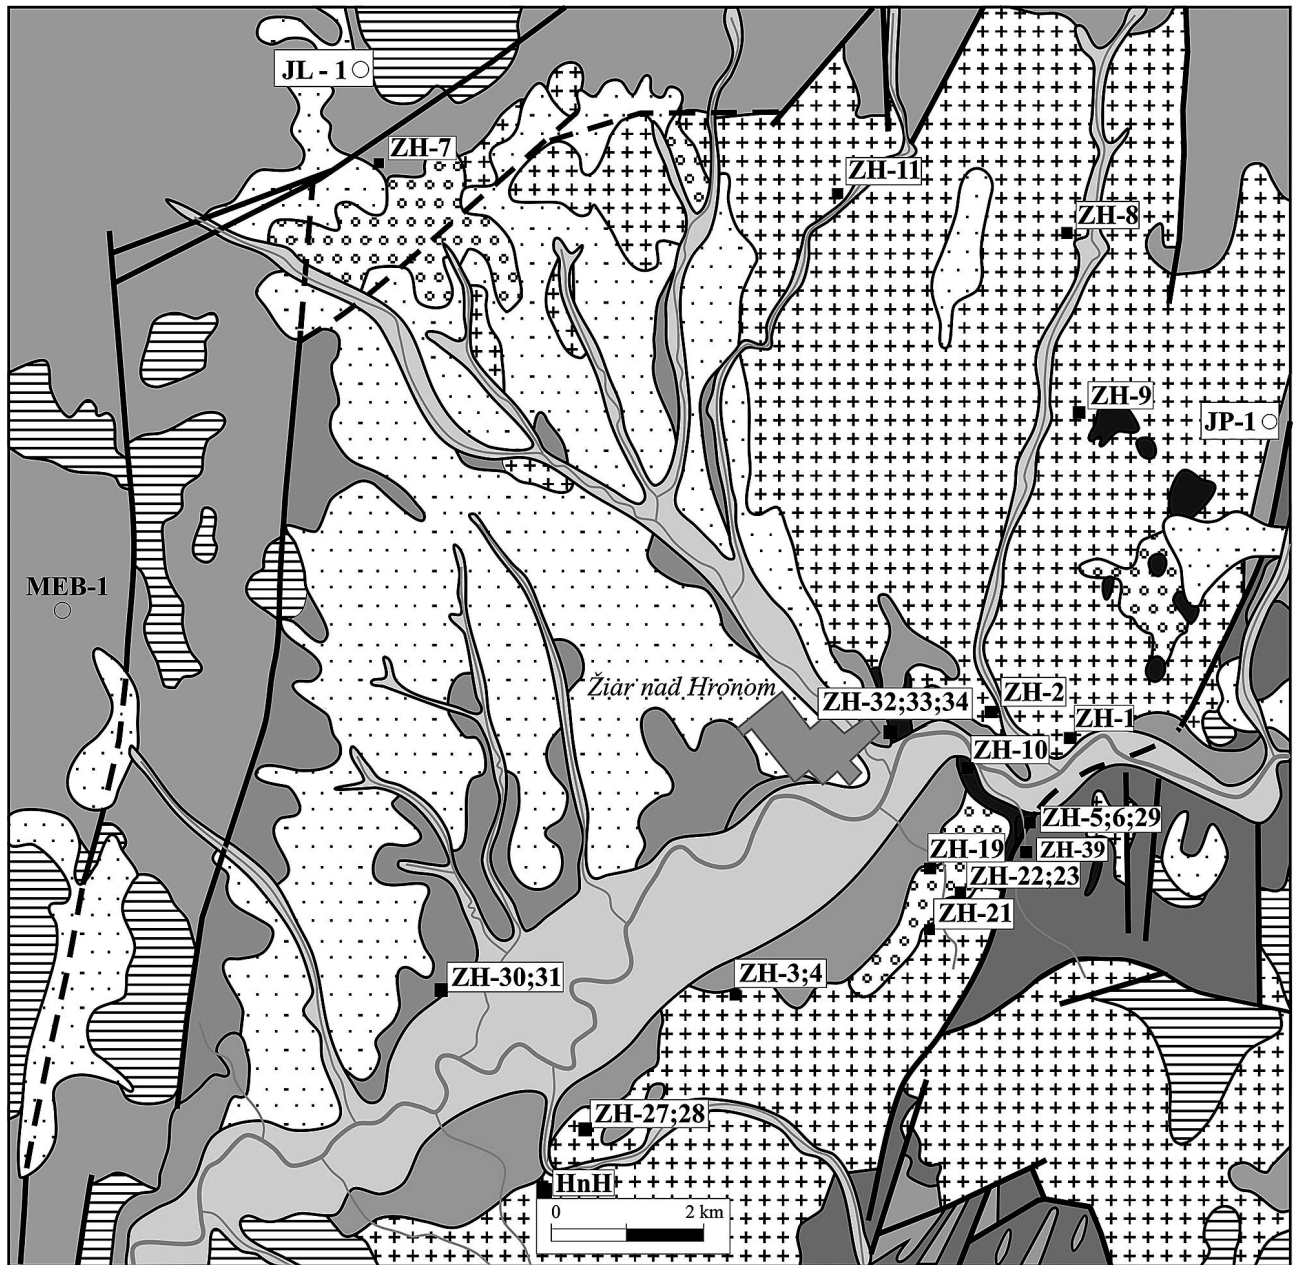 JL - 1
ZH-7
ZH-11
ZH-8
ZH-9
JP-1
MEB-1
Žiar nad Hronom
ZH-32;33;34
ZH-2
ZH-1
ZH-10
ZH-5;6;29
ZH-39
ZH-19
ZH-22;23
ZH-21
ZH-30;31
ZH-3;4
ZH-27;28
HnH
0 2 km